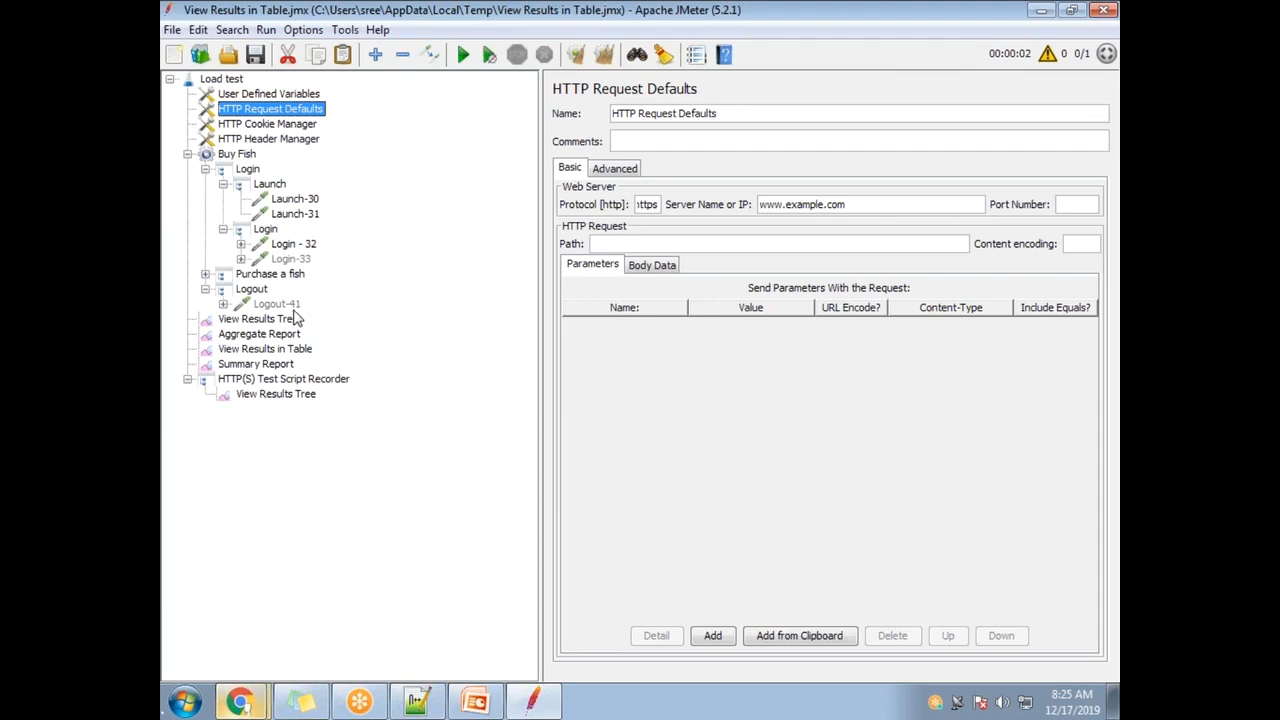 View Results in Table.jmx (C:\Users\sree\AppData\Local\Temp\View Results in Table.jmx) - Apache JMeter (5.2.1)
File Edit Search Run Options Help
00:00:02 0 0/1
Load test
User Defined Variables
HTTP Request Defaults
HTTP Cookie Manager
HTTP Header Manager
Buy Fish
Login
Launch
Launch-30
Launch-31
Login
Login - 32
Login-33
Purchase a fish
Logout
Logout-41
View Results Tree
Aggregate Report
View Results in Table
Summary Report
HTTP(S) Test Script Recorder
View Results Tree
HTTP Request Defaults
Name: HTTP Request Defaults
Comments:
Basic Advanced
Web Server
Protocol [http]: ttps Server Name or IP: www.example.com Port Number:
HTTP Request
Path: Content encoding:
Parameters Body Data
Send Parameters With the Request:
Name: Value URL Encode? Content-Type Include Equals?
Detail Add Add from Clipboard Delete Up Down
8:25 AM
12/17/2019